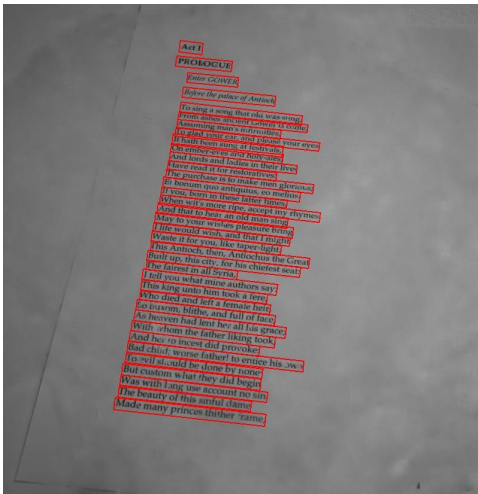 Act I
PROLOGUE
Enter GOWER
Before the palace of Antioch
To sing a song that old was sung,
From ashes ancient Gower is come;
Assuming man's infirmities,
To glad your ear, and please your eyes.
It hath been sung at festivals,
On ember-eves and holy-ales;
And lords and ladies in their lives
Have read it for restoratives:
The purchase is to make men glorious;
Et bonum quo antiquius, eo melius.
If you, born in these latter times,
When wit's more ripe, accept my rhymes,
And that to hear an old man sing
May to your wishes pleasure bring
I life would wish, and that I might
Waste it for you, like taper-light.
This Antioch, then, Antiochus the Great
Built up, this city, for his chiefest seat:
The fairest in all Syria,
I tell you what mine authors say:
This king unto him took a fere,
Who died and left a female heir,
So buxom, blithe, and full of face,
As heaven had lent her all his grace;
With whom the father liking took,
And her to incest did provoke:
Bad child; worse father! to entice his own
To evil should be done by none:
But custom what they did begin
Was with long use account no sin.
The beauty of this sinful dame
Made many princes thither frame,